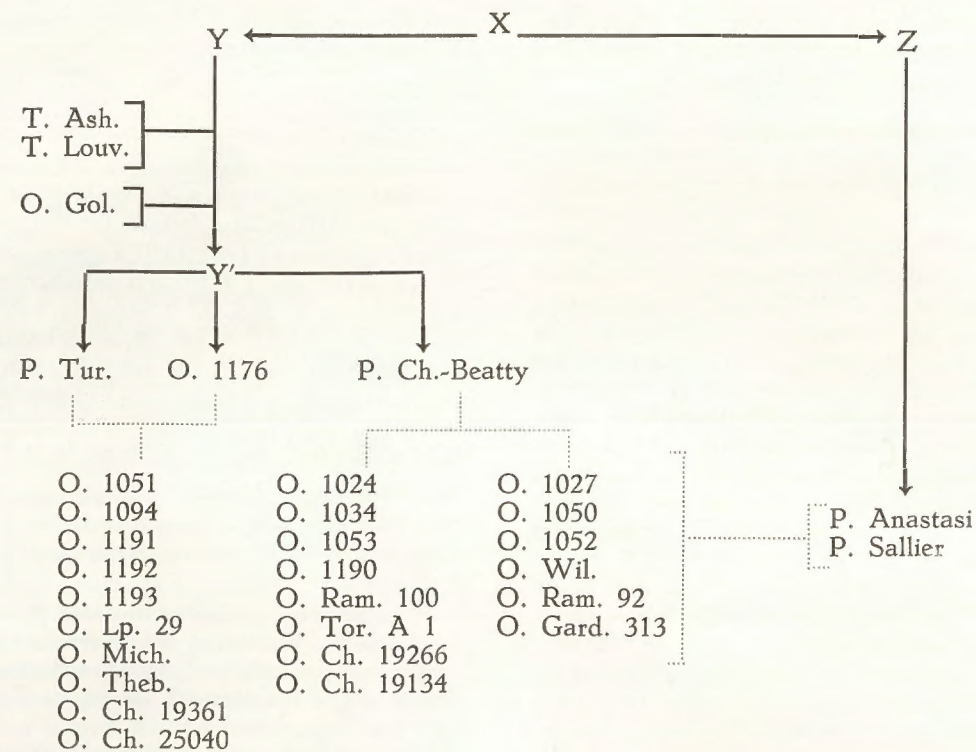 X
Y Z
T. Ash.
T. Louv.
O. Gol.
Y'
P. Tur. O. 1176 P. Ch.-Beatty
O. 1051
O. 1094
O. 1191
O. 1192
O. 1193
O. Lp. 29
O. Mich.
O. Theb.
O. Ch. 19361
O. Ch. 25040
O. 1024
O. 1034
O. 1053
O. 1190
O. Ram. 100
O. Tor. A 1
O. Ch. 19266
O. Ch. 19134
O. 1027
O. 1050
O. 1052
O. Wil.
O. Ram. 92
O. Gard. 313
P. Anastasi
P. Sallier